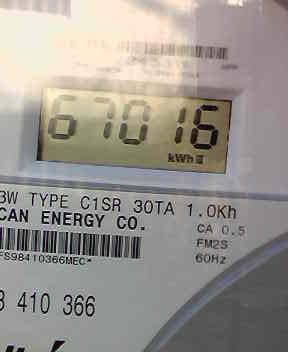 67016
kWh
3W TYPE C1SR 30TA 1.0Kh
CAN ENERGY CO.
CA 0.5
FM2S
FS98410366MEC*
60Hz
3 410 366